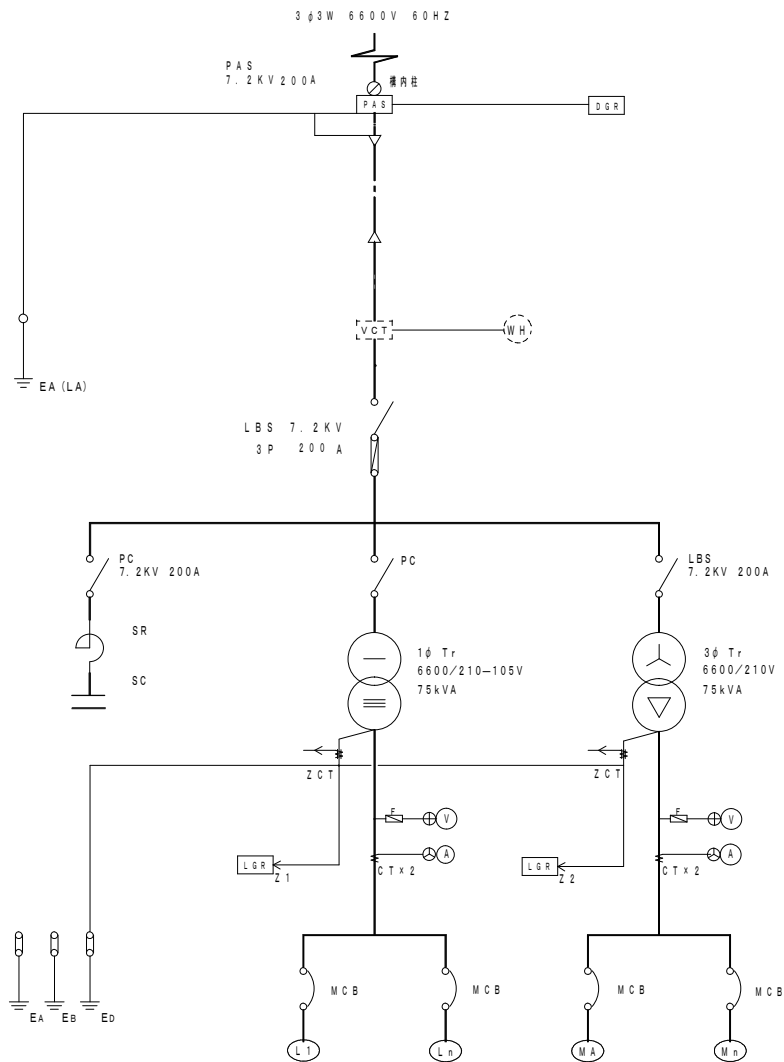 3φ3W 6600V 60HZ
PAS
7.2KV 200A
構内柱
PAS
DGR
VCT
WH
EA (LA)
LBS 7.2KV
3P 200 A
PC
7.2KV 200A
PC
LBS
7.2KV 200A
SR
SC
1φ Tr
6600/210—105V
75kVA
3φ Tr
6600/210V
75kVA
ZCT
ZCT
F
V
F
V
A
A
LGR
Z1
CT×2
LGR
Z2
CT×2
MCB
MCB
MCB
MCB
EA
EB
ED
L1
Ln
MA
Mn